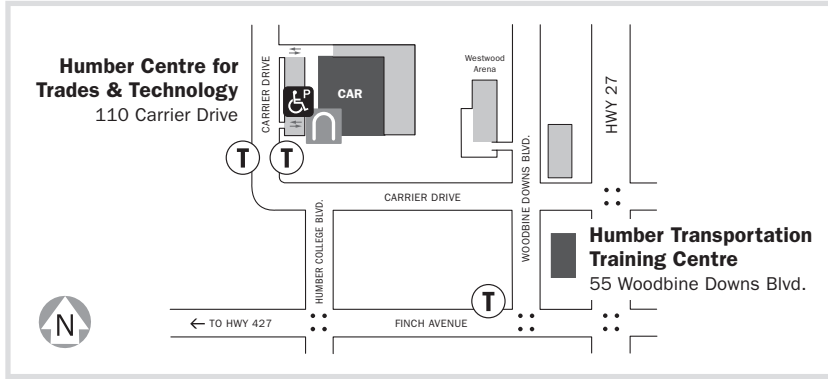 Humber Centre for
Trades & Technology
110 Carrier Drive
CARRIER DRIVE
P
CAR
T
T
Westwood
Arena
HWY 27
WOODBINE DOWNS BLVD.
CARRIER DRIVE
HUMBER COLLEGE BLVD.
Humber Transportation
Training Centre
55 Woodbine Downs Blvd.
T
N
← TO HWY 427
FINCH AVENUE